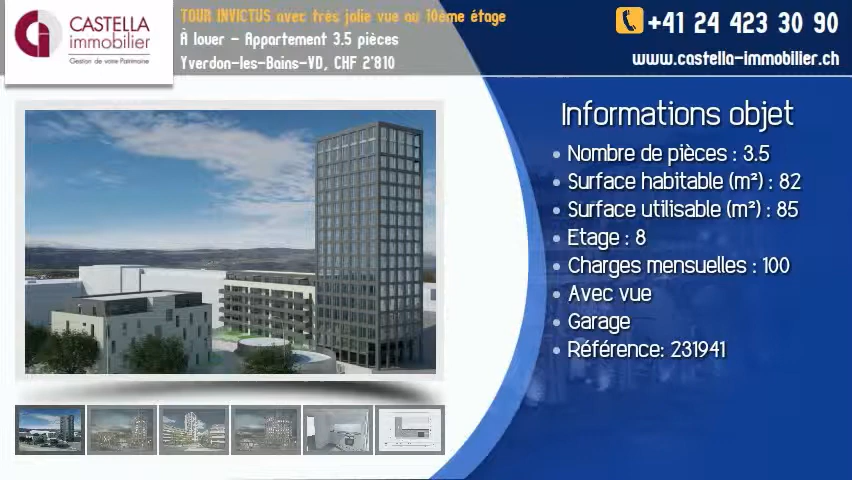 CASTELLA
immobilier
Gestion de votre Patrimoine
TOUR INVICTUS avec très jolie vue au 10ème étage
À louer - Appartement 3.5 pièces
Yverdon-les-Bains-VD, CHF 2'810
+41 24 423 30 90
www.castella-immobilier.ch
Informations objet
Nombre de pièces : 3.5
Surface habitable (m²) : 82
Surface utilisable (m²) : 85
Etage : 8
Charges mensuelles : 100
Avec vue
Garage
Référence: 231941